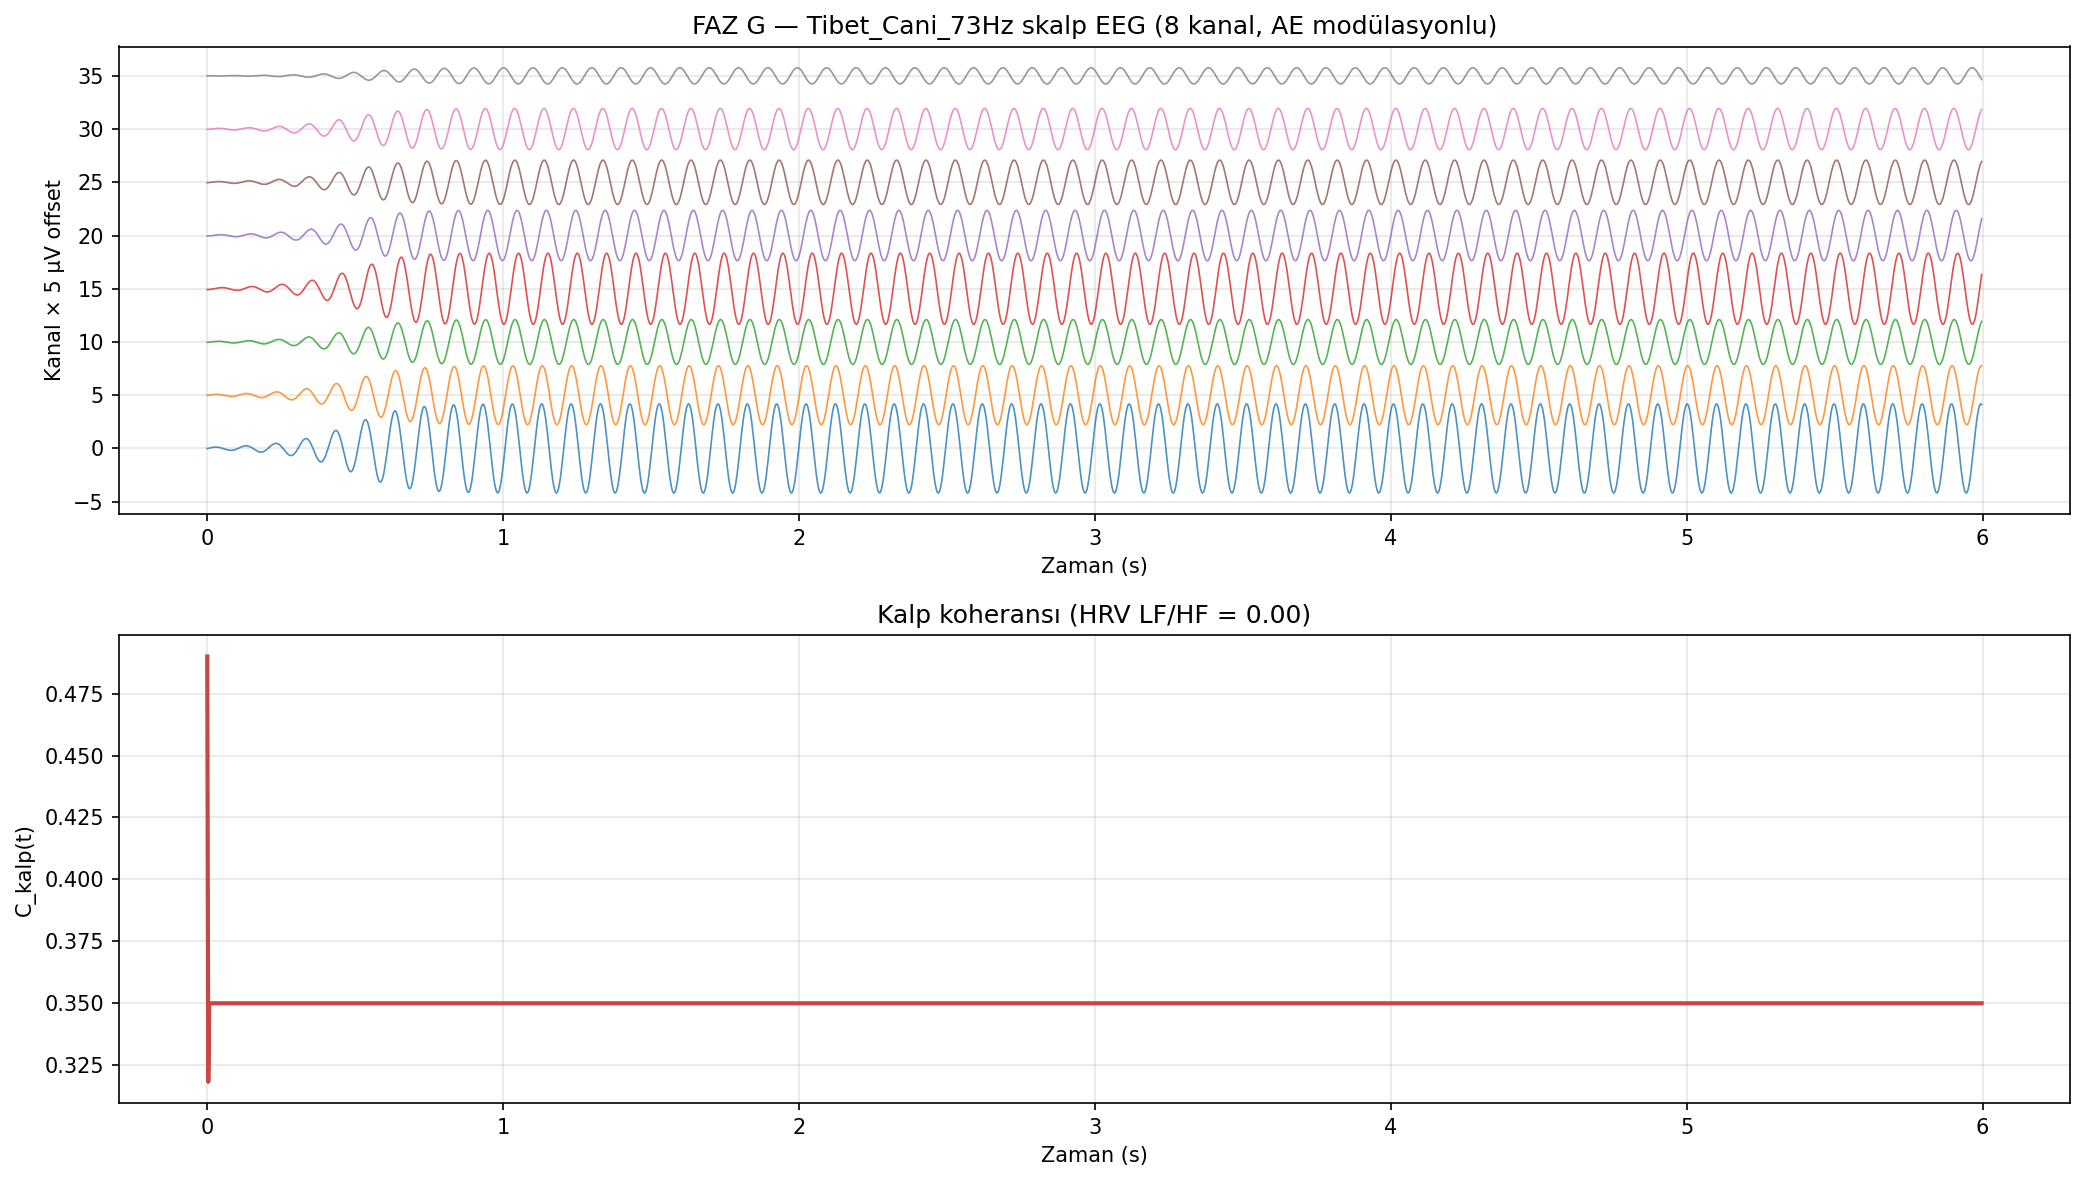 FAZ G — Tibet_Cani_73Hz skalp EEG (8 kanal, AE modülasyonlu)
Kanal × 5 µV offset
35
30
25
20
15
10
5
0
−5
0 1 2 3 4 5 6
Zaman (s)
Kalp koheransı (HRV LF/HF = 0.00)
C_kalp(t)
0.475
0.450
0.425
0.400
0.375
0.350
0.325
0 1 2 3 4 5 6
Zaman (s)